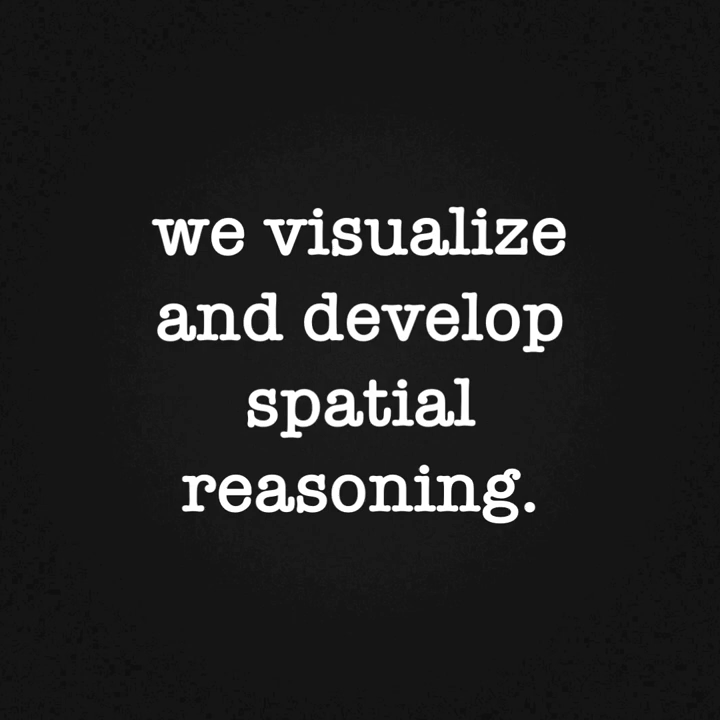 we visualize
and develop
spatial
reasoning.